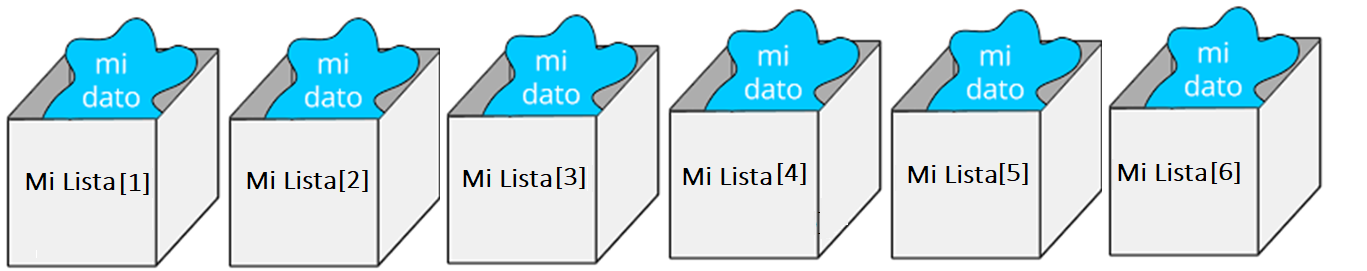 mi
dato
Mi Lista[1]
mi
dato
Mi Lista[2]
mi
dato
Mi Lista[3]
mi
dato
Mi Lista[4]
mi
dato
Mi Lista[5]
mi
dato
Mi Lista[6]